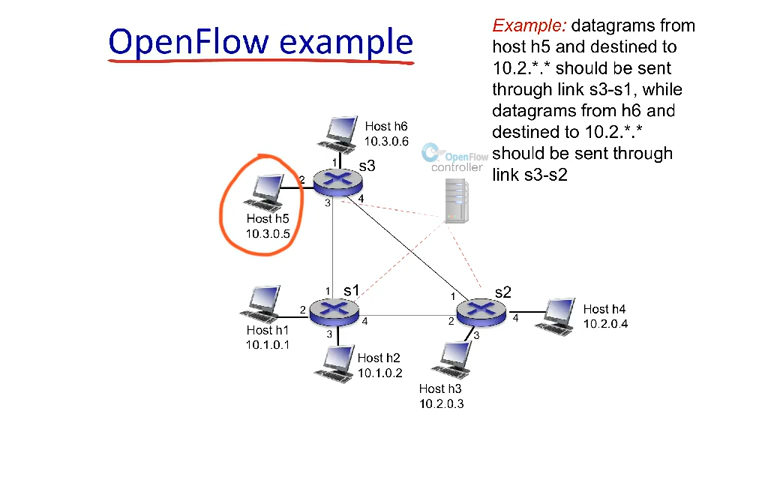 OpenFlow example
Example: datagrams from
host h5 and destined to
10.2.*.* should be sent
through link s3-s1, while
datagrams from h6 and
destined to 10.2.*.*
should be sent through
link s3-s2
Host h6
10.3.0.6
OpenFlow
controller
1
s3
2
3
4
Host h5
10.3.0.5
1
s1
2
3
4
Host h1
10.1.0.1
Host h2
10.1.0.2
1
s2
2
3
4
Host h4
10.2.0.4
Host h3
10.2.0.3